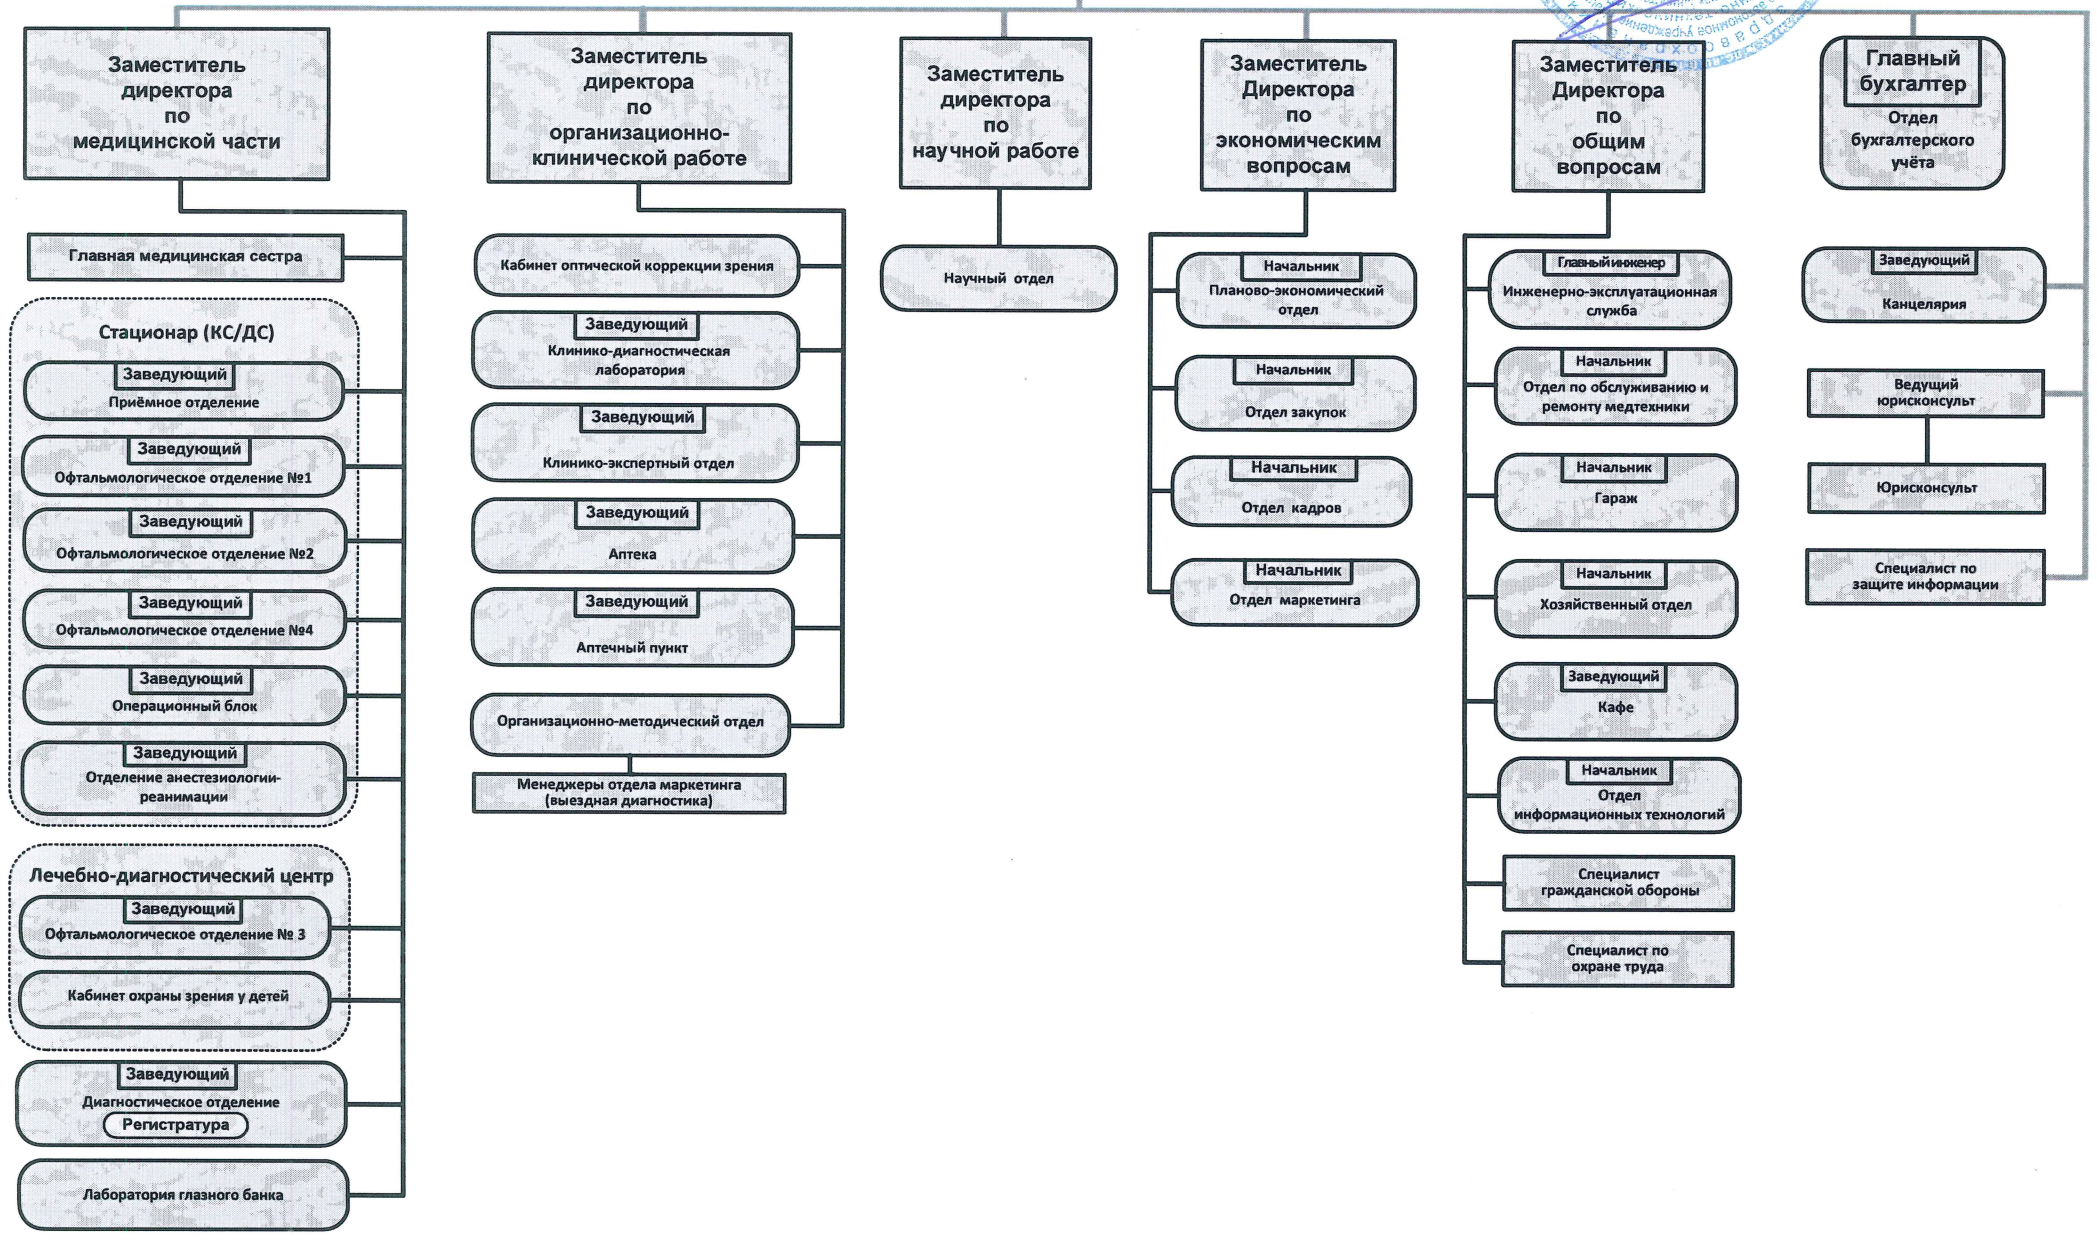 Заместитель
директора
по
медицинской части
Главная медицинская сестра
Стационар (КС/ДС)
Заведующий
Приёмное отделение
Заведующий
Офтальмологическое отделение №1
Заведующий
Офтальмологическое отделение №2
Заведующий
Офтальмологическое отделение №4
Заведующий
Операционный блок
Заведующий
Отделение анестезиологии-
реанимации
Лечебно-диагностический центр
Заведующий
Офтальмологическое отделение № 3
Кабинет охраны зрения у детей
Заведующий
Диагностическое отделение
Регистратура
Лаборатория глазного банка
Заместитель
директора
по
организационно-
клинической работе
Кабинет оптической коррекции зрения
Заведующий
Клинико-диагностическая
лаборатория
Заведующий
Клинико-экспертный отдел
Заведующий
Аптека
Заведующий
Аптечный пункт
Организационно-методический отдел
Менеджеры отдела маркетинга
(выездная диагностика)
Заместитель
директора
по
научной работе
Научный отдел
Заместитель
Директора
по
экономическим
вопросам
Начальник
Планово-экономический
отдел
Начальник
Отдел закупок
Начальник
Отдел кадров
Начальник
Отдел маркетинга
Заместитель
Директора
по
общим
вопросам
Главный инженер
Инженерно-эксплуатационная
служба
Начальник
Отдел по обслуживанию и
ремонту медтехники
Начальник
Гараж
Начальник
Хозяйственный отдел
Заведующий
Кафе
Начальник
Отдел
информационных технологий
Специалист
гражданской обороны
Специалист по
охране труда
Главный
бухгалтер
Отдел
бухгалтерского
учёта
Заведующий
Канцелярия
Ведущий
юрисконсульт
Юрисконсульт
Специалист по
защите информации